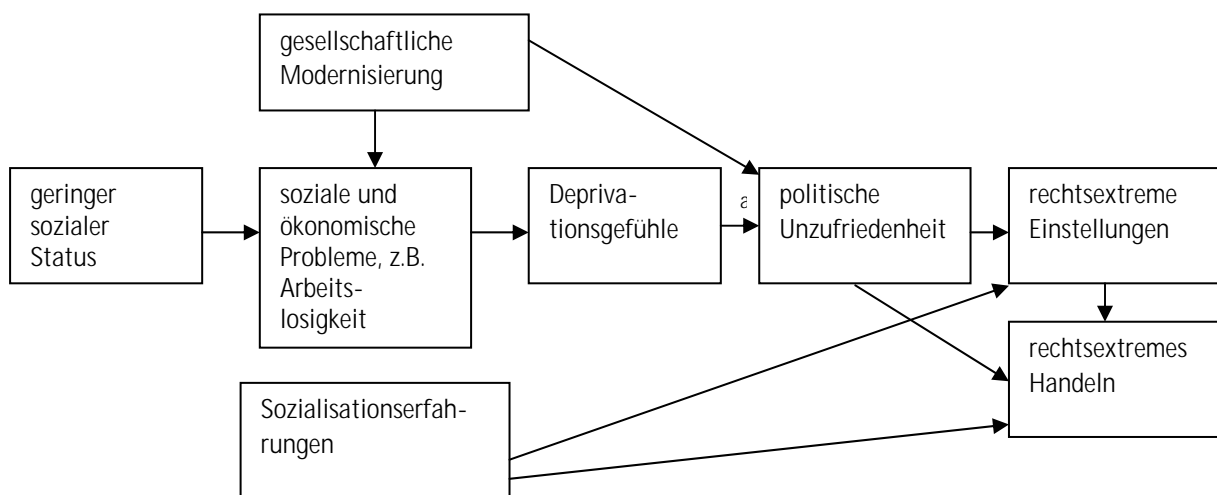 gesellschaftliche
Modernisierung
geringer
sozialer
Status
soziale und
ökonomische
Probleme, z.B.
Arbeits-
losigkeit
Depriva-
tionsgefühle
a
politische
Unzufriedenheit
rechtsextreme
Einstellungen
rechtsextremes
Handeln
Sozialisationserfah-
rungen